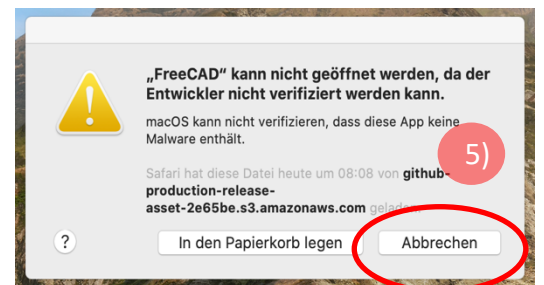 „FreeCAD“ kann nicht geöffnet werden, da der
Entwickler nicht verifiziert werden kann.
macOS kann nicht verifizieren, dass diese App keine
Malware enthält.
5)
Safari hat diese Datei heute um 08:08 von github-
production-release-
asset-2e65be.s3.amazonaws.com
?
In den Papierkorb legen
Abbrechen